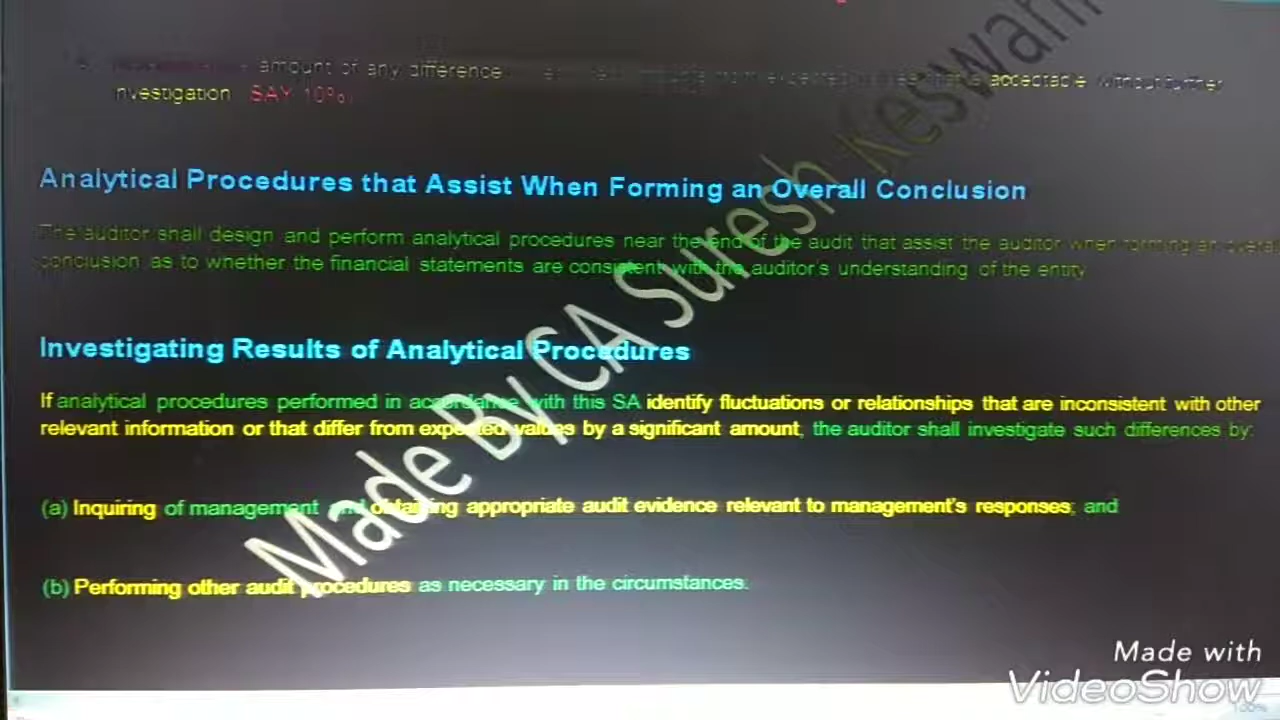 amount of any difference acceptable without further
nvestigation SAY 10%
Analytical Procedures that Assist When Forming an Overall Conclusion
The auditor shall design and perform analytical procedures near the end of the audit that assist the auditor when forming an overal
conclusion as to whether the financial statements are consistent with the auditor's understanding of the entity
Investigating Results of Analytical Procedures
If analytical procedures performed in accordance with this SA identify fluctuations or relationships that are inconsistent with other
relevant information or that differ from expected values by a significant amount, the auditor shall investigate such differences by:
(a) Inquiring of management and obtaining appropriate audit evidence relevant to management's responses; and
(b) Performing other audit procedures as necessary in the circumstances.
Made By CA Suresh Keswani
Made with
VideoShow
100%